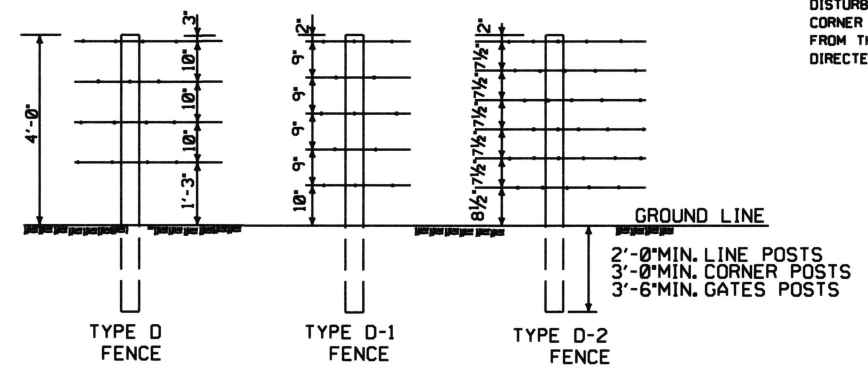 DISTURB
CORNER
FROM TH
DIRECTE
4'-0"
3"
10"
10"
10"
1'-3"
2"
9"
9"
9"
9"
10"
2"
7½"
7½"
7½"
7½"
7½"
8½"
GROUND LINE
2'-0"MIN. LINE POSTS
3'-0"MIN. CORNER POSTS
3'-6"MIN. GATES POSTS
TYPE D
FENCE
TYPE D-1
FENCE
TYPE D-2
FENCE